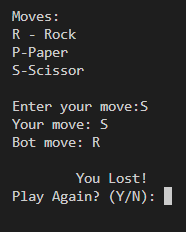 Moves:
R - Rock
P-Paper
S-Scissor
Enter your move:S
Your move: S
Bot move: R
You Lost!
Play Again? (Y/N):